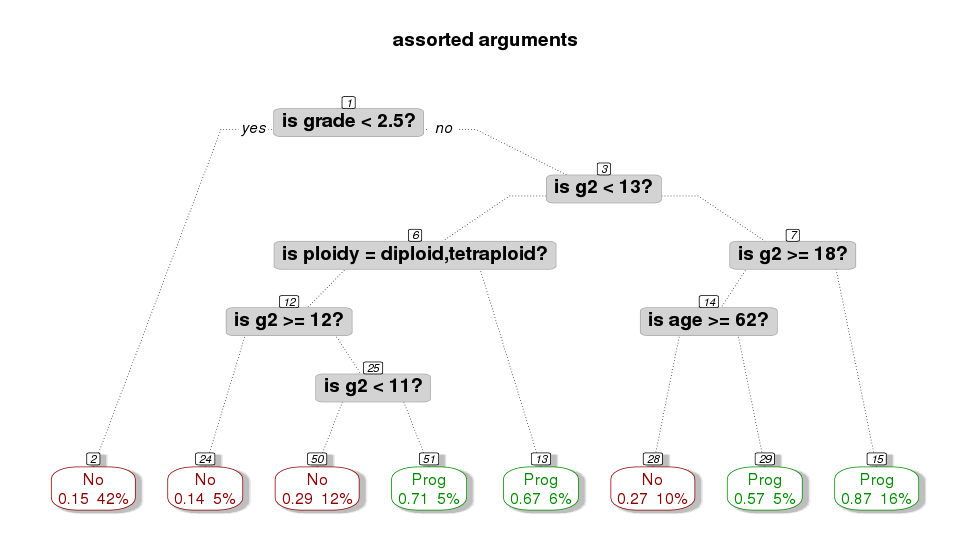 assorted arguments
1
is grade < 2.5?
yes
no
3
is g2 < 13?
6
is ploidy = diploid,tetraploid?
7
is g2 >= 18?
12
is g2 >= 12?
14
is age >= 62?
25
is g2 < 11?
2
No
0.15 42%
24
No
0.14 5%
50
No
0.29 12%
51
Prog
0.71 5%
13
Prog
0.67 6%
28
No
0.27 10%
29
Prog
0.57 5%
15
Prog
0.87 16%